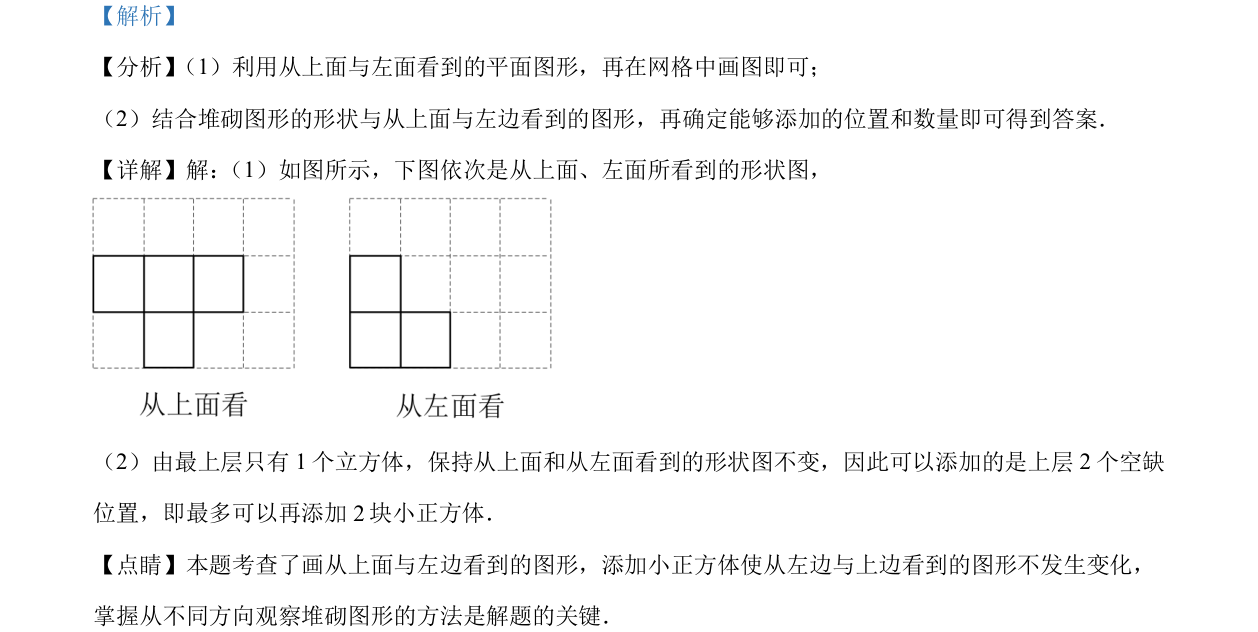 【解析】
【分析】（1）利用从上面与左面看到的平面图形，再在网格中画图即可；
（2）结合堆砌图形的形状与从上面与左边看到的图形，再确定能够添加的位置和数量即可得到答案．
【详解】解：（1）如图所示，下图依次是从上面、左面所看到的形状图，
从上面看
从左面看
（2）由最上层只有 1 个立方体，保持从上面和从左面看到的形状图不变，因此可以添加的是上层 2 个空缺
位置，即最多可以再添加 2 块小正方体．
【点睛】本题考查了画从上面与左边看到的图形，添加小正方体使从左边与上边看到的图形不发生变化，
掌握从不同方向观察堆砌图形的方法是解题的关键．